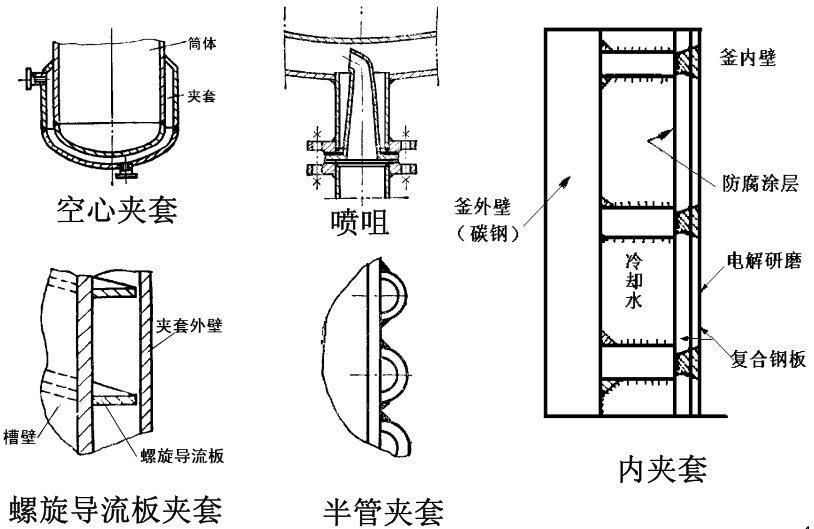 筒体
夹套
空心夹套
喷咀
釜内壁
防腐涂层
釜外壁
（碳钢）
冷却水
电解研磨
复合钢板
内夹套
夹套外壁
槽壁
螺旋导流板
螺旋导流板夹套
半管夹套